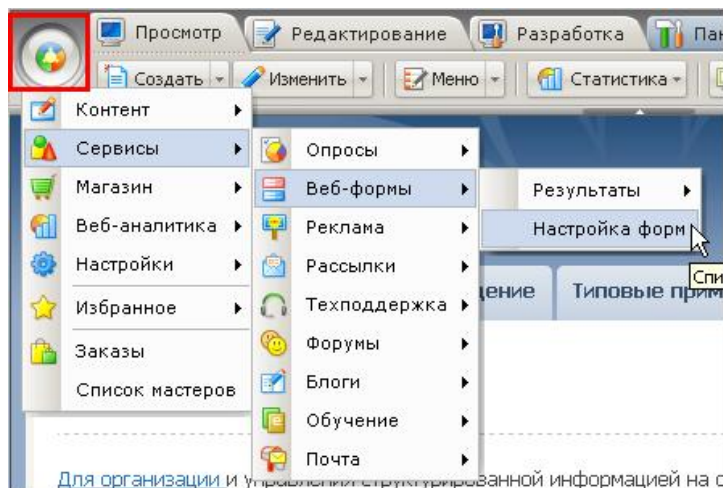 Просмотр Редактирование Разработка
Создать Изменить Меню Статистика
Контент
Сервисы
Магазин
Веб-аналитика
Настройки
Избранное
Заказы
Список мастеров
Опросы
Веб-формы
Реклама
Рассылки
Техподдержка
Форумы
Блоги
Обучение
Почта
Результаты
Настройка форм
Типовые
Для организации и управления структурированной информацией на